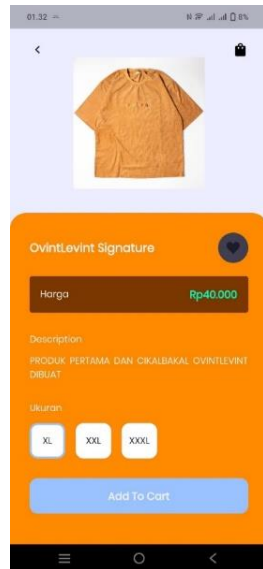 01.32
8%
OvintLevint Signature
Harga Rp40.000
Description
PRODUK PERTAMA DAN CIKALBAKAL OVINTLEVINT
DIBUAT
Ukuran
XL XXL XXXL
Add To Cart